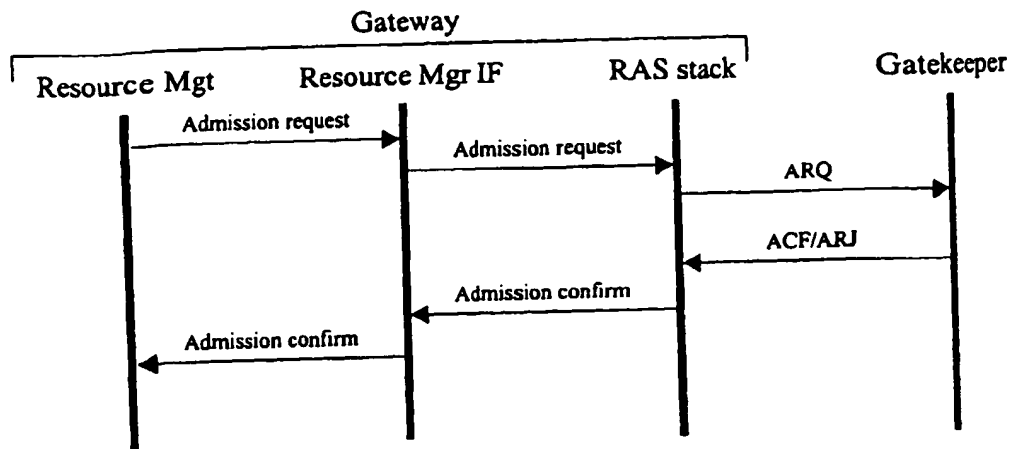 Gateway
Resource Mgt
Resource Mgr IF
RAS stack
Gatekeeper
Admission request
Admission request
ARQ
ACF/ARJ
Admission confirm
Admission confirm